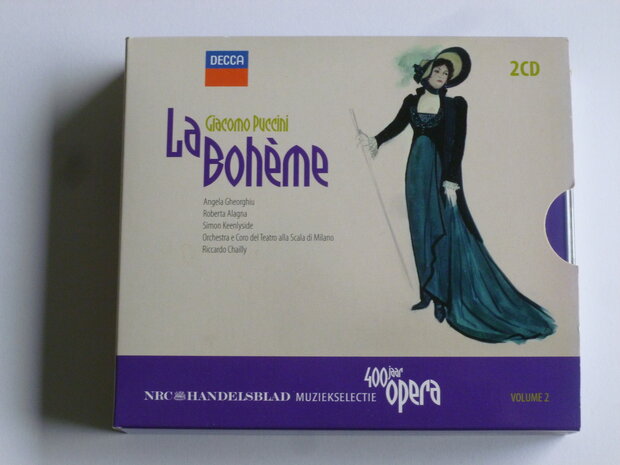 DECCA
2CD
Giacomo Puccini
La Bohème
Angela Gheorghiu
Roberta Alagna
Simon Keenlyside
Orchestra e Coro del Teatro alla Scala di Milano
Riccardo Chailly
400 jaar opera
NRC HANDELSBLAD MUZIEKSELECTIE
VOLUME 2